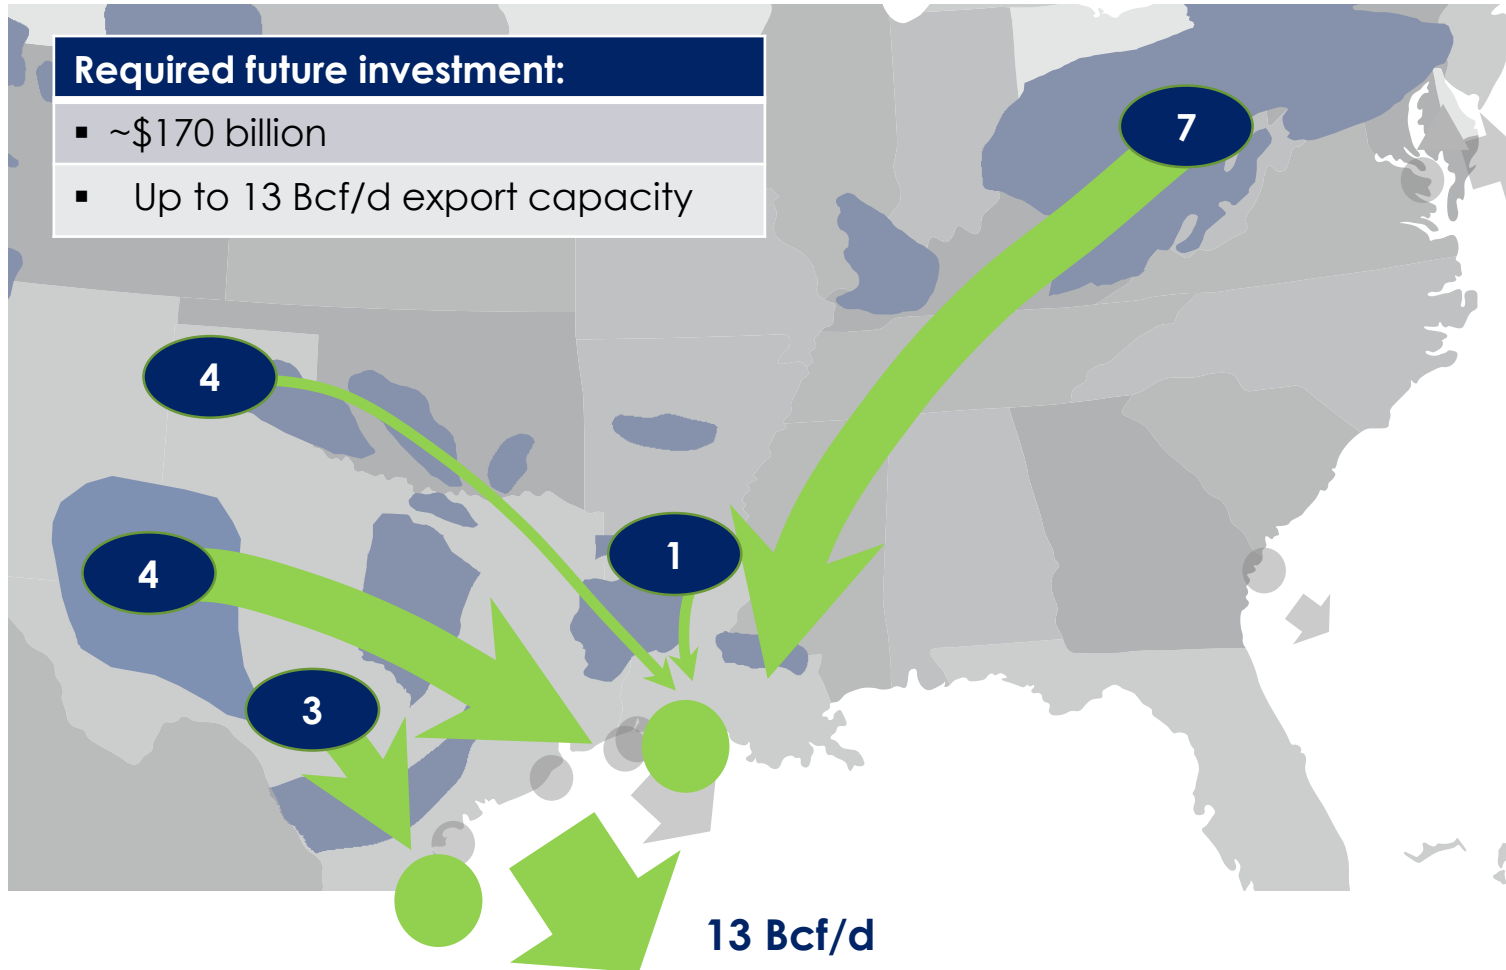 Required future investment:
▪ ~$170 billion
▪ Up to 13 Bcf/d export capacity
7
4
4
1
3
13 Bcf/d